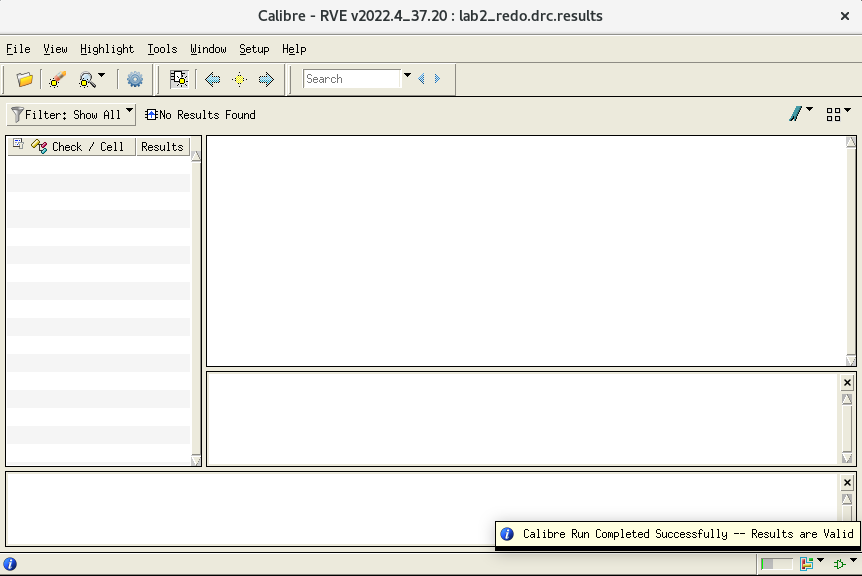 Calibre - RVE v2022.4_37.20 : lab2_redo.drc.results
File View Highlight Tools Window Setup Help
Search
Filter: Show All No Results Found
Check / Cell Results
Calibre Run Completed Successfully -- Results are Valid